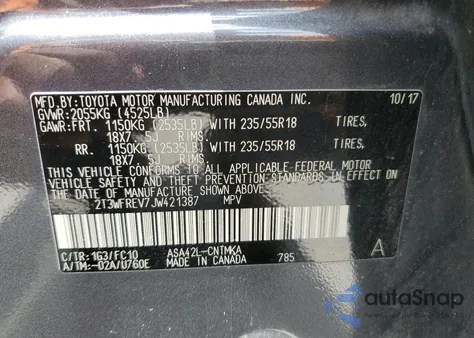 MFD.BY:TOYOTA MOTOR MANUFACTURING CANADA INC. 10/17
GVWR:2055KG (4525LB)
GAWR:FRT. 1150KG (2535LB) WITH 235/55R18 TIRES,
18X7 5J RIMS,
RR. 1150KG (2535LB) WITH 235/55R18 TIRES,
18X7 5J RIMS
THIS VEHICLE CONFORMS TO ALL APPLICABLE FEDERAL MOTOR
VEHICLE SAFETY STANDARDS IN EFFECT ON THE DATE OF
MANUFACTURE SHOWN ABOVE.
2T3WFREV7JW421387 MPV
C/TR:1G3/FC10 ASA42L-CNTMKA A
A/TM:-02A/U760E MADE IN CANADA 785
autoSnap